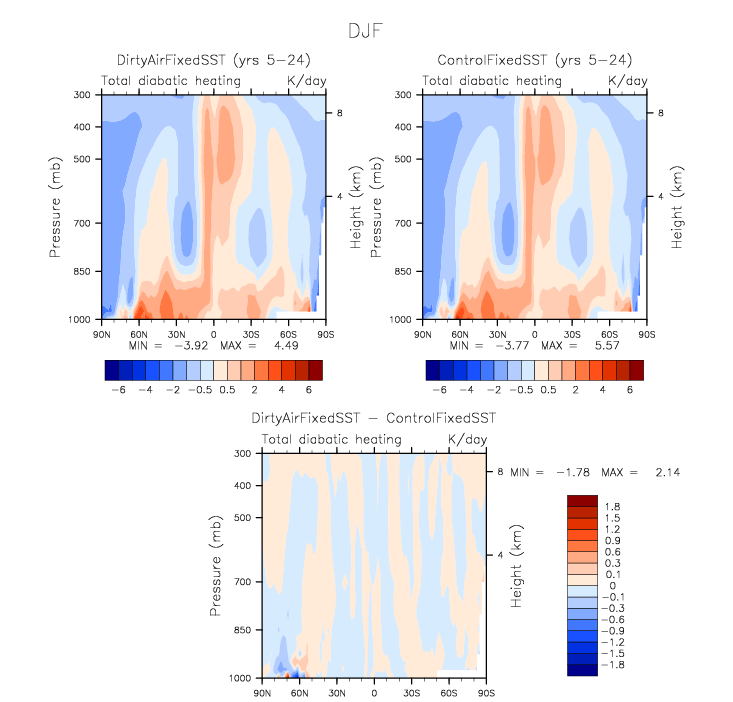 DJF
DirtyAirFixedSST (yrs 5-24)
Total diabatic heating K/day
300
400
500
700
850
1000
Pressure (mb)
8
4
Height (km)
90N 60N 30N 0 30S 60S 90S
MIN = -3.92 MAX = 4.49
-6 -4 -2 -0.5 0.5 2 4 6
ControlFixedSST (yrs 5-24)
Total diabatic heating K/day
300
400
500
700
850
1000
Pressure (mb)
8
4
Height (km)
90N 60N 30N 0 30S 60S 90S
MIN = -3.77 MAX = 5.57
-6 -4 -2 -0.5 0.5 2 4 6
DirtyAirFixedSST - ControlFixedSST
Total diabatic heating K/day
300
400
500
700
850
1000
Pressure (mb)
8
4
Height (km)
90N 60N 30N 0 30S 60S 90S
MIN = -1.78 MAX = 2.14
1.8
1.5
1.2
0.9
0.6
0.3
0.1
0
-0.1
-0.3
-0.6
-0.9
-1.2
-1.5
-1.8